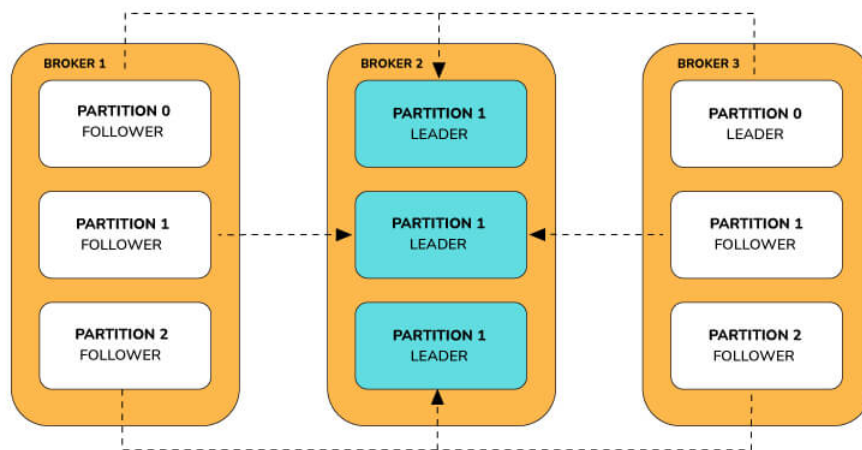 BROKER 1
PARTITION 0
FOLLOWER
PARTITION 1
FOLLOWER
PARTITION 2
FOLLOWER
BROKER 2
PARTITION 1
LEADER
PARTITION 1
LEADER
PARTITION 1
LEADER
BROKER 3
PARTITION 0
LEADER
PARTITION 1
FOLLOWER
PARTITION 2
FOLLOWER